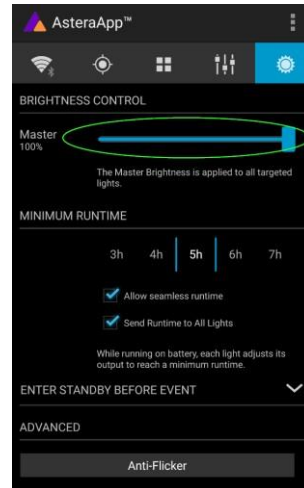 AsteraApp™
BRIGHTNESS CONTROL
Master
100%
The Master Brightness is applied to all targeted
lights.
MINIMUM RUNTIME
3h 4h 5h 6h 7h
Allow seamless runtime
Send Runtime to All Lights
While running on battery, each light adjusts its
output to reach a minimum runtime.
ENTER STANDBY BEFORE EVENT
ADVANCED
Anti-Flicker